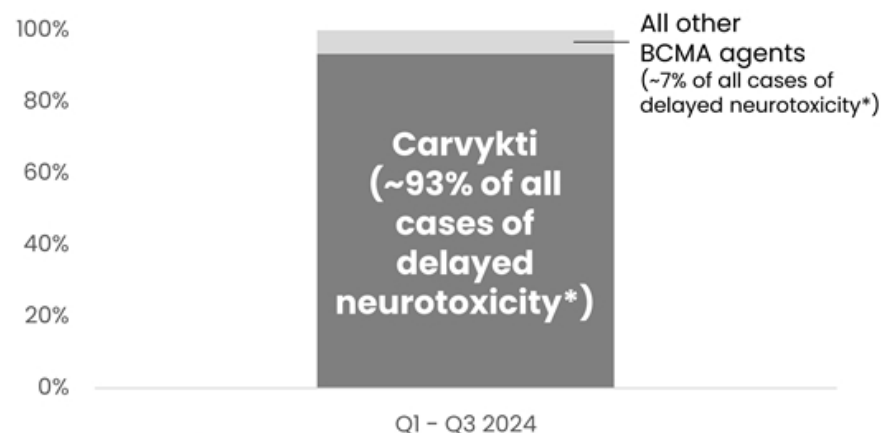 100%
80%
60%
40%
20%
0%
Carvykti
(~93% of all
cases of
delayed
neurotoxicity*)
All other
BCMA agents
(~7% of all cases of
delayed neurotoxicity*)
Q1 - Q3 2024